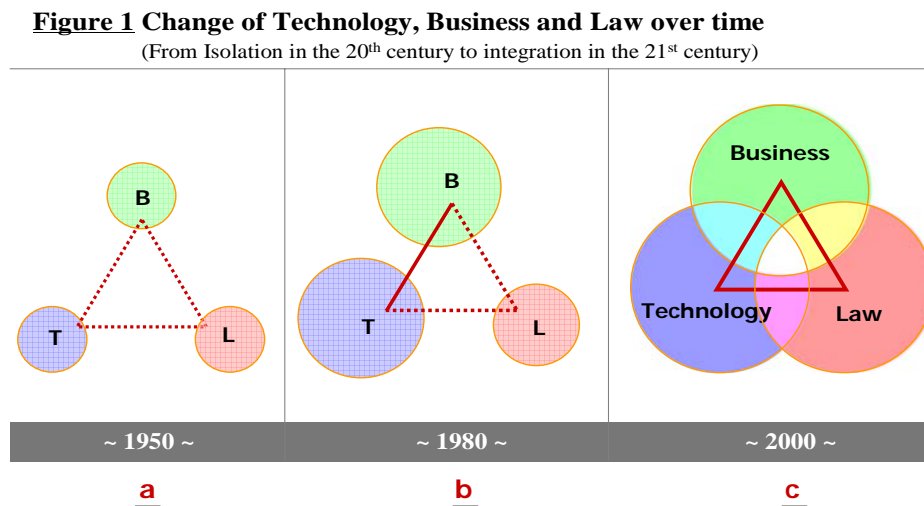 Figure 1 Change of Technology, Business and Law over time
(From Isolation in the 20th century to integration in the 21st century)
B
T
L
B
T
L
Business
Technology
Law
~ 1950 ~
~ 1980 ~
~ 2000 ~
a
b
c